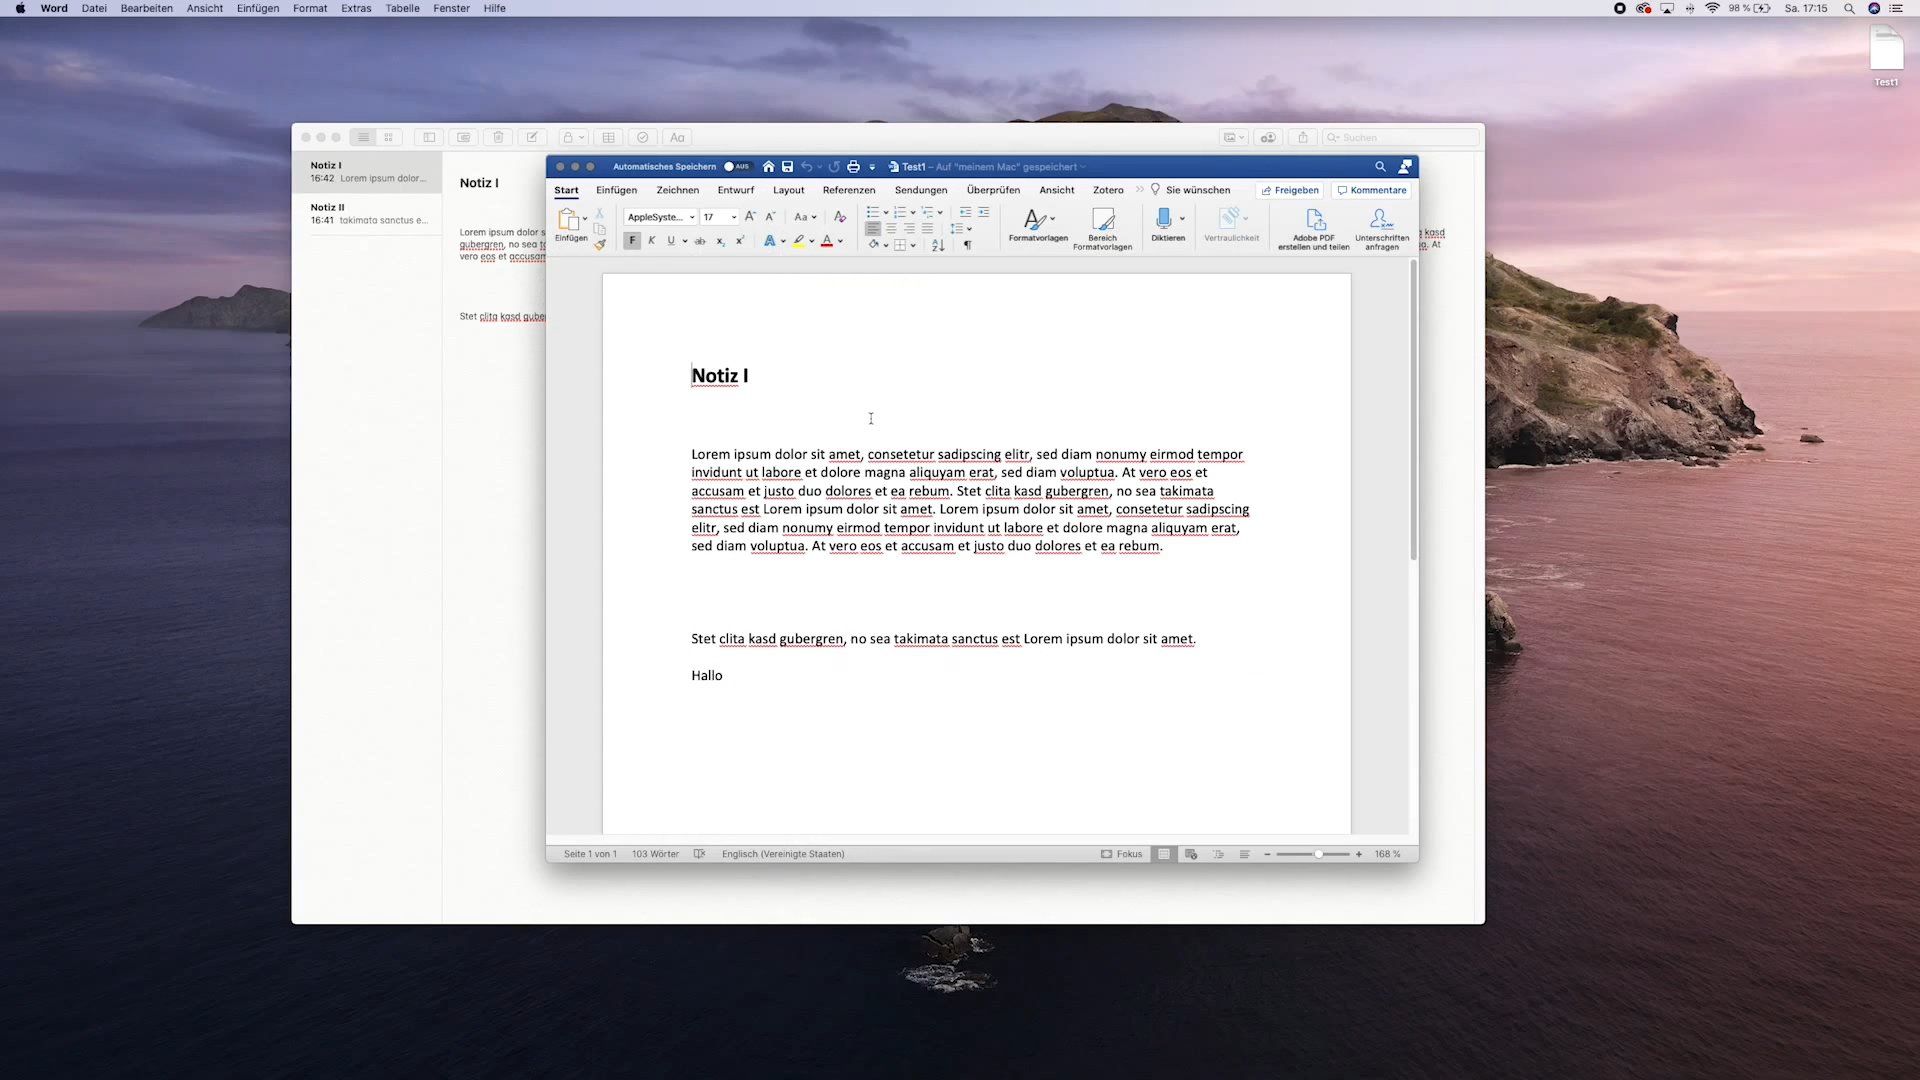 Word Datei Bearbeiten Ansicht Einfügen Format Extras Tabelle Fenster Hilfe
98 % Sa. 17:15
Test1
Aa
Suchen
Notiz I
16:42 Lorem ipsum dolor...
Notiz II
16:41 takimata sanctus e...
Notiz I
Lorem ipsum dolor s
gubergren, no sea
vero eos et accusam
Stet clita kasd gube
kasd
At
Automatisches Speichern AUS
Test1 – Auf "meinem Mac" gespeichert
Start Einfügen Zeichnen Entwurf Layout Referenzen Sendungen Überprüfen Ansicht Zotero Sie wünschen Freigeben Kommentare
Einfügen
AppleSyste... 17 A A Aa A
F K U ab x x A A
Formatvorlagen
Bereich
Formatvorlagen
Diktieren
Vertraulichkeit
Adobe PDF
erstellen und teilen
Unterschriften
anfragen
Notiz I
Lorem ipsum dolor sit amet, consetetur sadipscing elitr, sed diam nonumy eirmod tempor
invidunt ut labore et dolore magna aliquyam erat, sed diam voluptua. At vero eos et
accusam et justo duo dolores et ea rebum. Stet clita kasd gubergren, no sea takimata
sanctus est Lorem ipsum dolor sit amet. Lorem ipsum dolor sit amet, consetetur sadipscing
elitr, sed diam nonumy eirmod tempor invidunt ut labore et dolore magna aliquyam erat,
sed diam voluptua. At vero eos et accusam et justo duo dolores et ea rebum.
Stet clita kasd gubergren, no sea takimata sanctus est Lorem ipsum dolor sit amet.
Hallo
Seite 1 von 1 103 Wörter Englisch (Vereinigte Staaten) Fokus 168 %